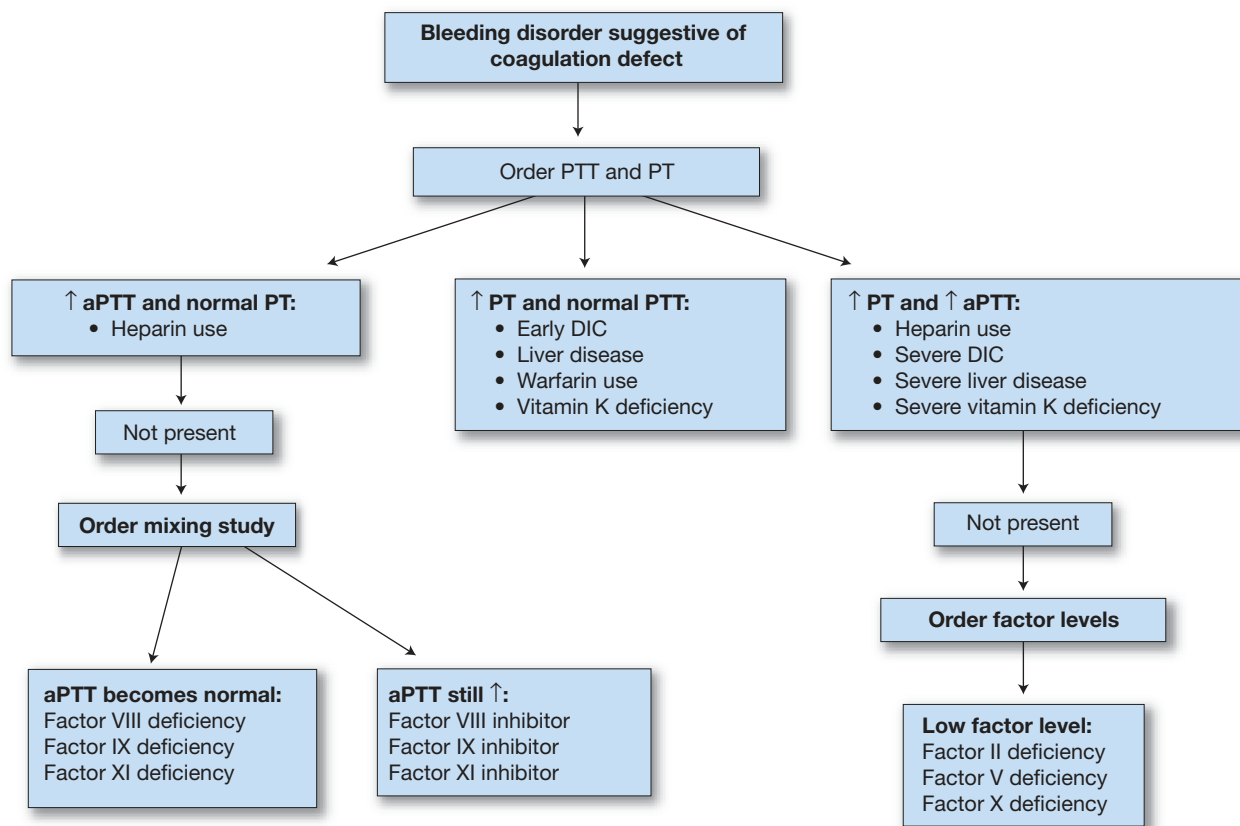 Bleeding disorder suggestive of
coagulation defect
Order PTT and PT
↑ aPTT and normal PT:
• Heparin use
↑ PT and normal PTT:
• Early DIC
• Liver disease
• Warfarin use
• Vitamin K deficiency
↑ PT and ↑ aPTT:
• Heparin use
• Severe DIC
• Severe liver disease
• Severe vitamin K deficiency
Not present
Order mixing study
Not present
Order factor levels
aPTT becomes normal:
Factor VIII deficiency
Factor IX deficiency
Factor XI deficiency
aPTT still ↑:
Factor VIII inhibitor
Factor IX inhibitor
Factor XI inhibitor
Low factor level:
Factor II deficiency
Factor V deficiency
Factor X deficiency